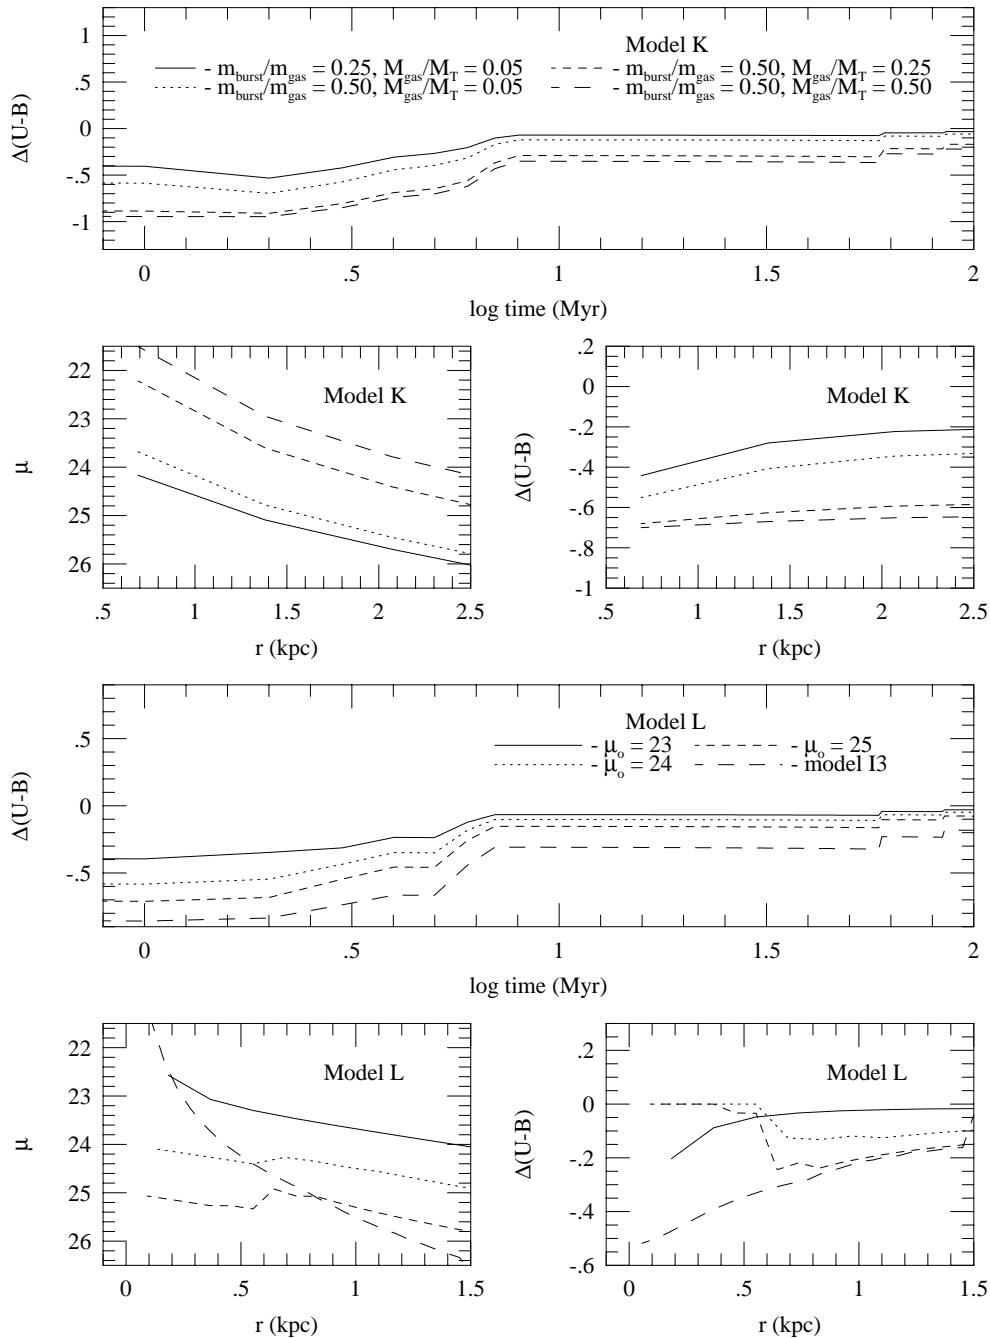 1
.5
0
-.5
-1
Δ(U-B)
Model K
- m_burst/m_gas = 0.25, M_gas/M_T = 0.05
- m_burst/m_gas = 0.50, M_gas/M_T = 0.25
- m_burst/m_gas = 0.50, M_gas/M_T = 0.05
- m_burst/m_gas = 0.50, M_gas/M_T = 0.50
0 .5 1 1.5 2
log time (Myr)
22
23
24
25
26
μ
Model K
.5 1 1.5 2 2.5
r (kpc)
.2
0
-.2
-.4
-.6
-.8
-1
Δ(U-B)
Model K
.5 1 1.5 2 2.5
r (kpc)
.5
0
-.5
Δ(U-B)
Model L
- μ_o = 23
- μ_o = 25
- μ_o = 24
- model I3
0 .5 1 1.5 2
log time (Myr)
22
23
24
25
26
μ
Model L
0 .5 1 1.5
r (kpc)
.2
0
-.2
-.4
-.6
Δ(U-B)
Model L
0 .5 1 1.5
r (kpc)